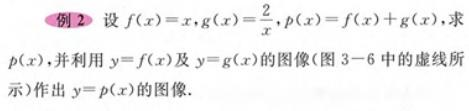 例 2 设 f(x)=x,g(x)=2/x,p(x)=f(x)+g(x),求
p(x),并利用 y=f(x)及 y=g(x)的图像(图 3-6 中的虚线所
示)作出 y=p(x)的图像.